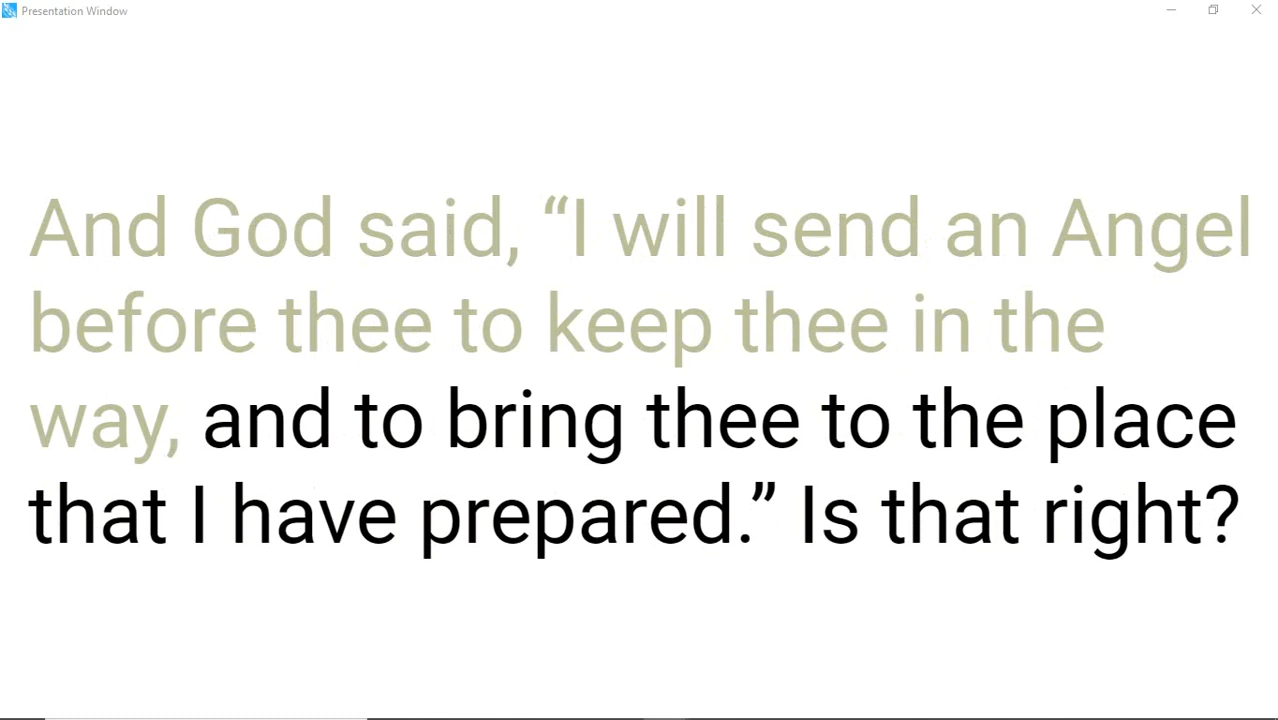 Presentation Window
And God said, “I will send an Angel
before thee to keep thee in the
way, and to bring thee to the place
that I have prepared.” Is that right?